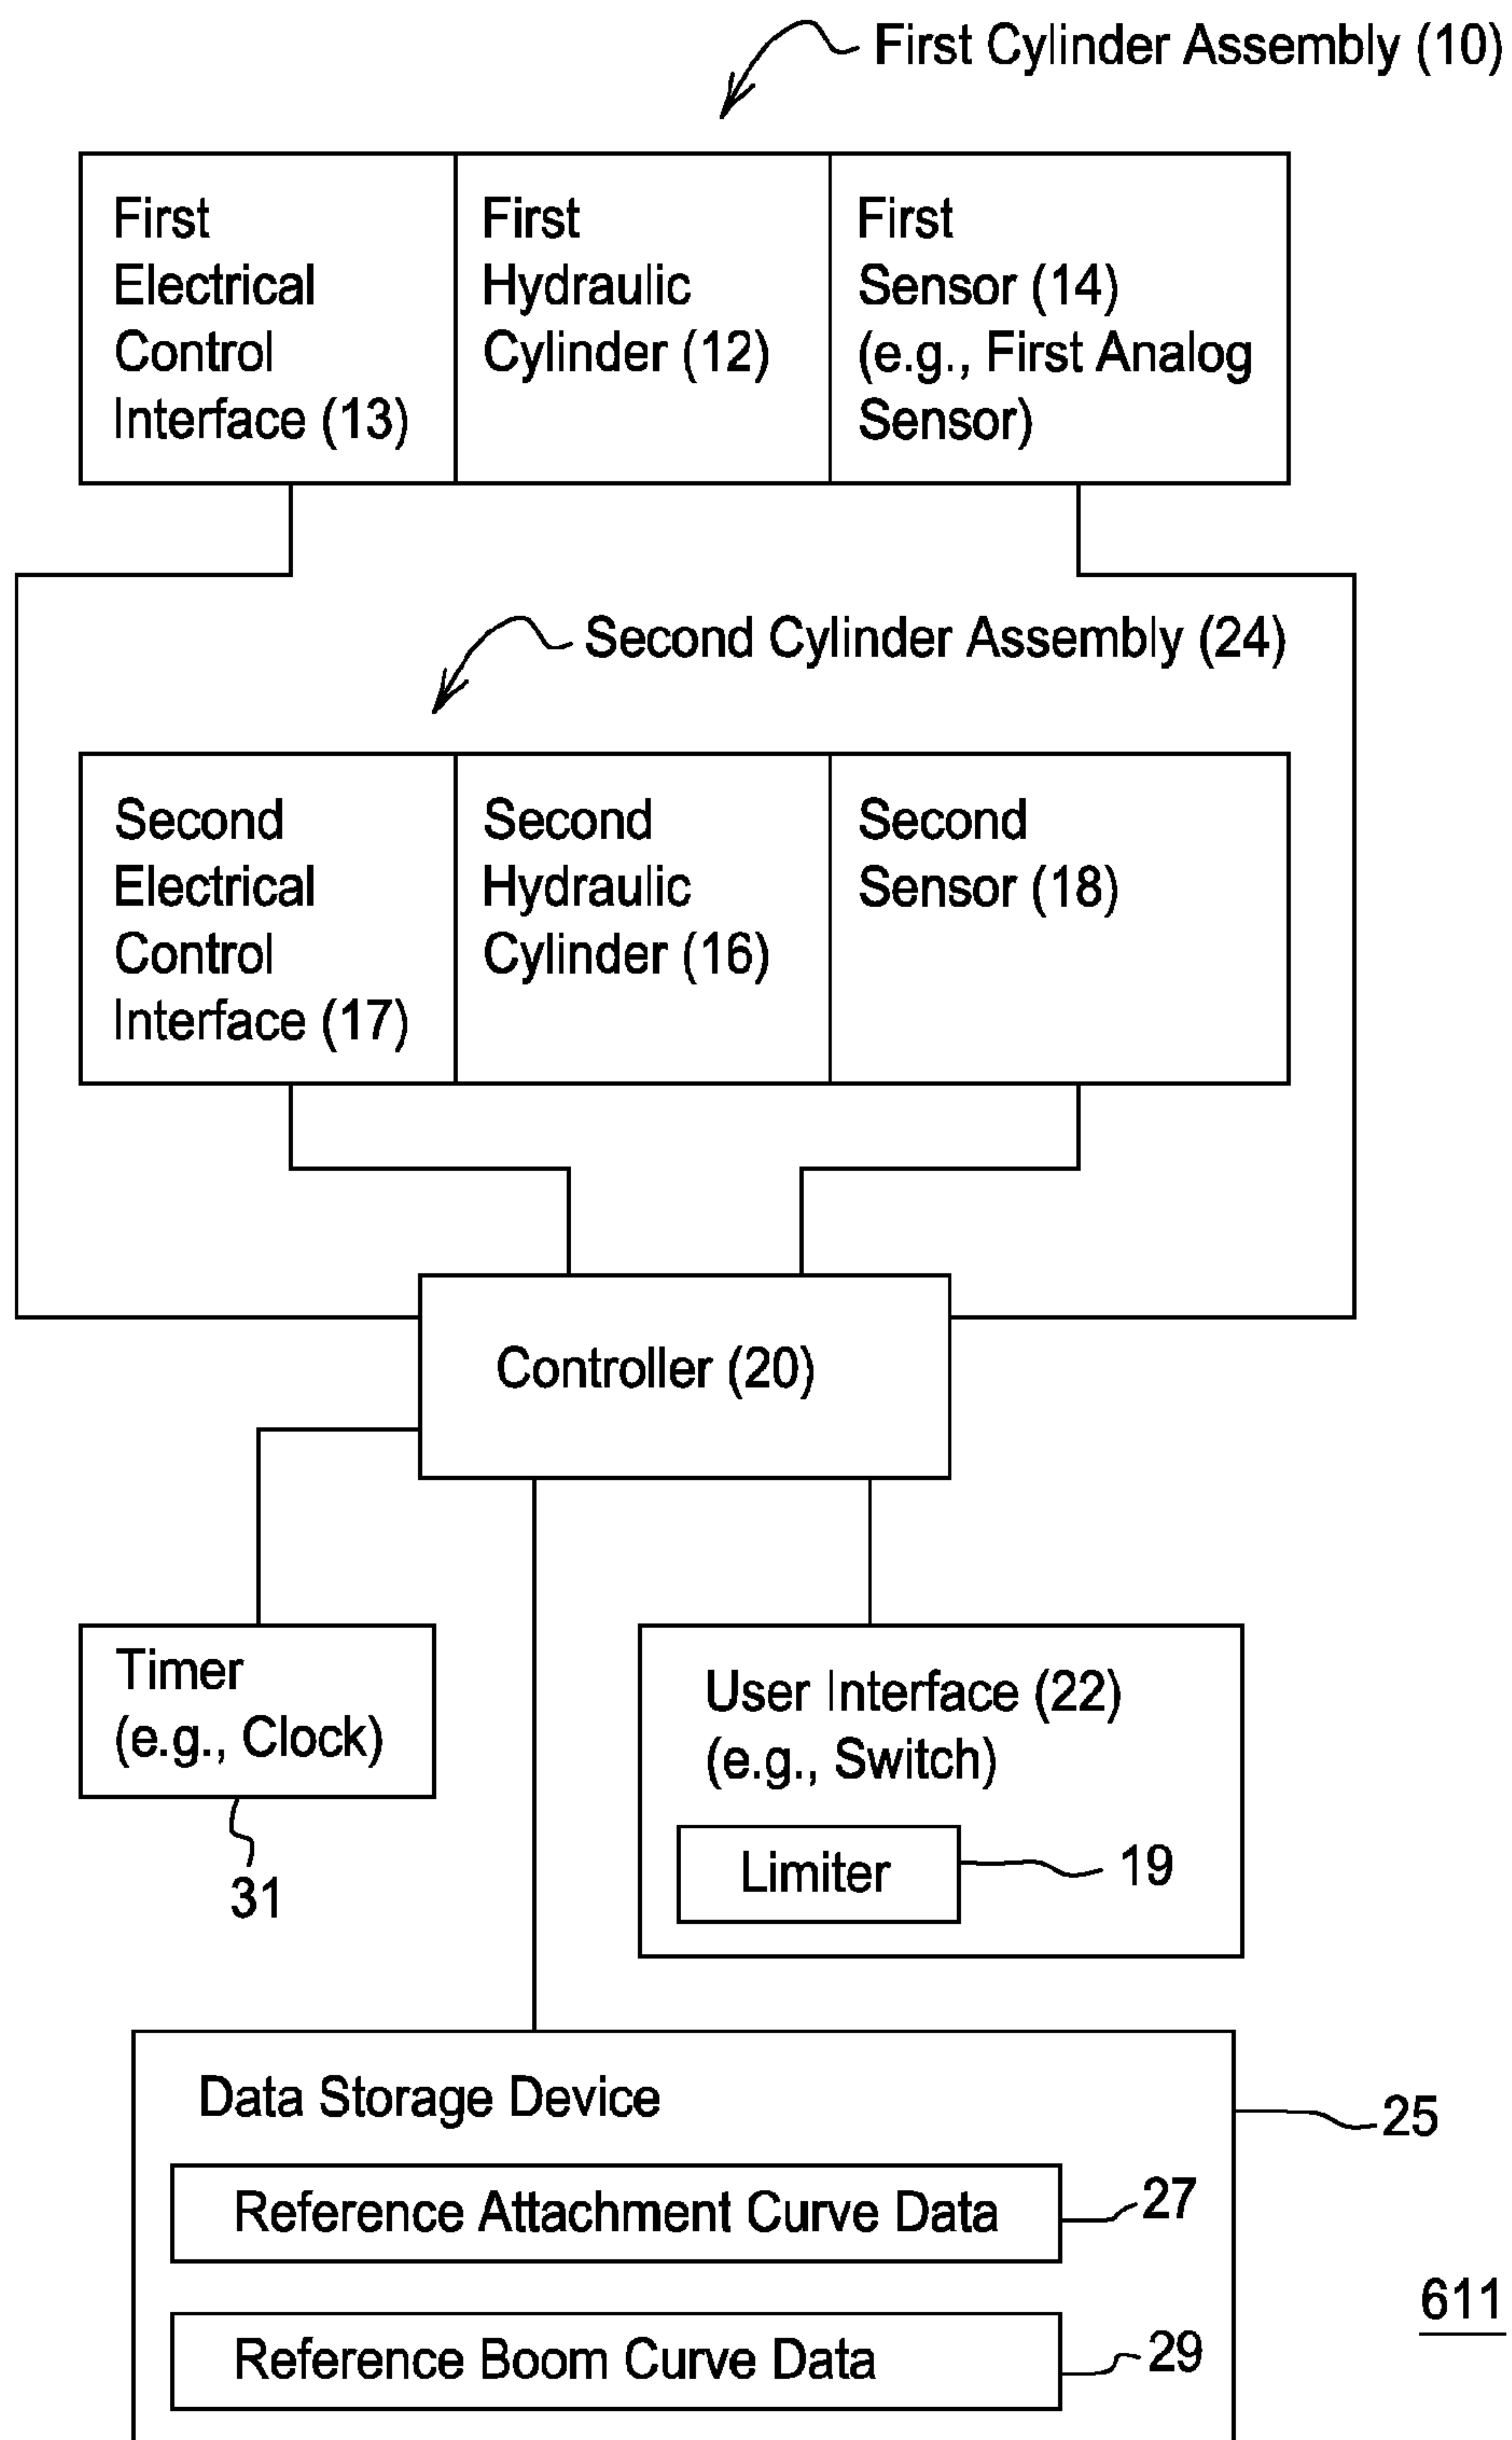 First Cylinder Assembly (10)
First
Electrical
Control
Interface (13)
First
Hydraulic
Cylinder (12)
First
Sensor (14)
(e.g., First Analog
Sensor)
Second Cylinder Assembly (24)
Second
Electrical
Control
Interface (17)
Second
Hydraulic
Cylinder (16)
Second
Sensor (18)
Controller (20)
Timer
(e.g., Clock)
31
User Interface (22)
(e.g., Switch)
Limiter
19
Data Storage Device
25
Reference Attachment Curve Data
27
Reference Boom Curve Data
29
611